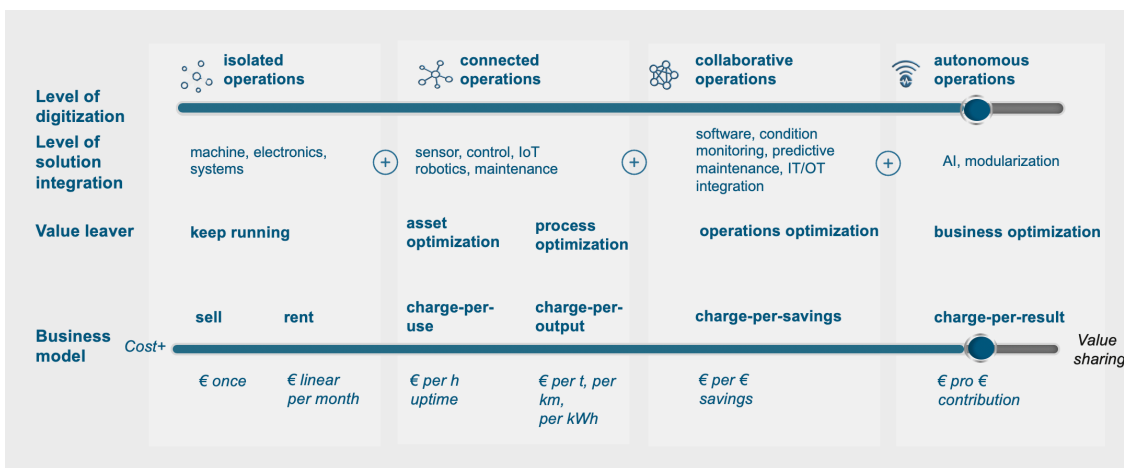 isolated
operations
connected
operations
collaborative
operations
autonomous
operations
Level of
digitization
Level of
solution
integration
machine, electronics,
systems
+
sensor, control, IoT
robotics, maintenance
+
software, condition
monitoring, predictive
maintenance, IT/OT
integration
+
AI, modularization
Value leaver
keep running
asset
optimization
process
optimization
operations optimization
business optimization
Business
model
Cost+
sell
rent
charge-per-
use
charge-per-
output
charge-per-savings
charge-per-result
Value
sharing
€ once
€ linear
per month
€ per h
uptime
€ per t, per
km,
per kWh
€ per €
savings
€ pro €
contribution